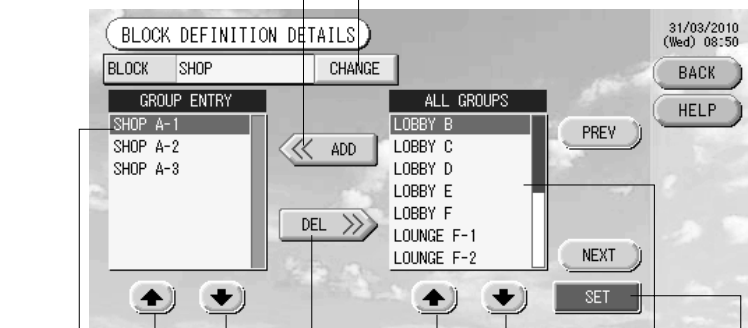 BLOCK DEFINITION DETAILS
31/03/2010
(Wed) 08:50
BLOCK SHOP CHANGE
BACK
HELP
GROUP ENTRY
SHOP A-1
SHOP A-2
SHOP A-3
ADD
DEL
ALL GROUPS
LOBBY B
LOBBY C
LOBBY D
LOBBY E
LOBBY F
LOUNGE F-1
LOUNGE F-2
PREV
NEXT
SET